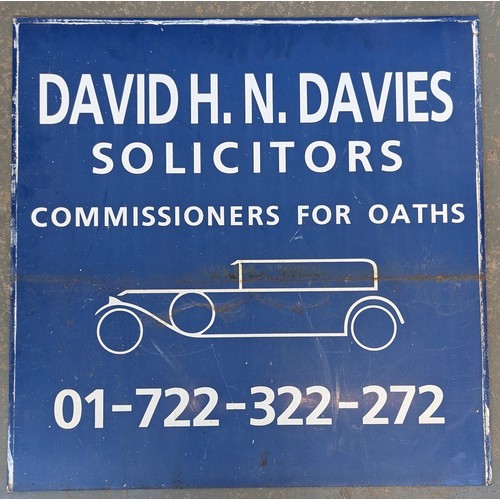 DAVID H. N. DAVIES
SOLICITORS
COMMISSIONERS FOR OATHS
01-722-322-272